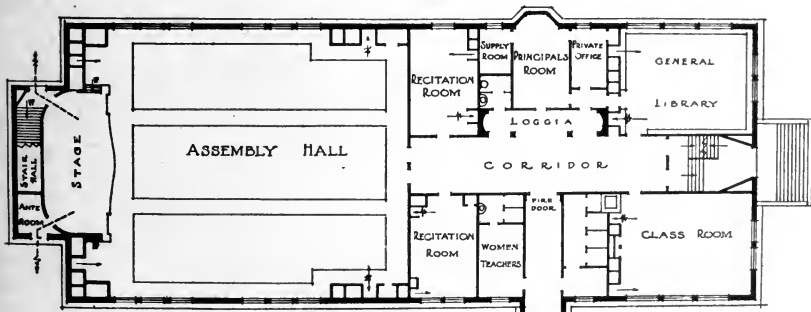 RECITATION
ROOM
SUPPLY
ROOM
PRINCIPALS
ROOM
PRIVATE
OFFICE
GENERAL
LIBRARY
LOGGIA
STAIR
HALL
STAGE
ASSEMBLY HALL
CORRIDOR
ANTE
ROOM
RECITATION
ROOM
WOMEN
TEACHERS
FIRE
DOOR
CLASS ROOM